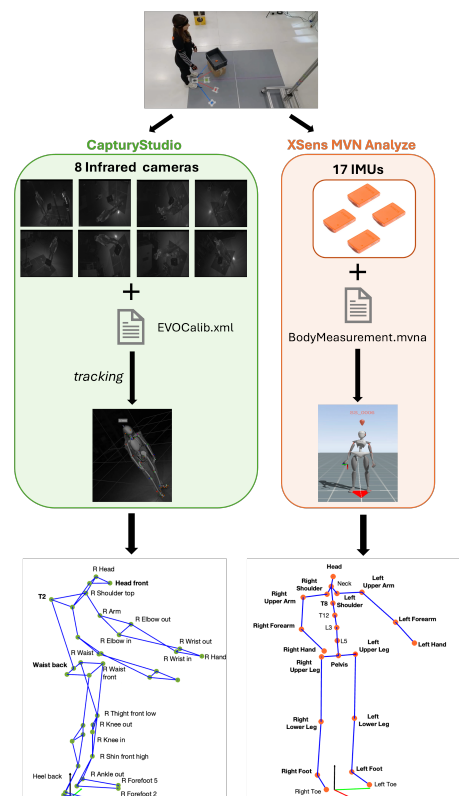 CapturyStudio
XSens MVN Analyze
8 Infrared cameras
17 IMUs
+
+
EVOCalib.xml
BodyMeasurement.mvna
tracking
R Head
Head front
T2
R Shoulder top
R Arm
R Elbow out
R Elbow in
R Wrist out
R Waist
R Wrist in
R Hand
Waist back
R Waist
front
R Thight front low
R Knee out
R Knee in
R Shin front high
R Ankle out
Heel back
R Forefoot 5
R Forefoot 2
Head
Right
Shoulder
Neck
Left
Upper Arm
Right
Upper Arm
T8
Left
Shoulder
T12
Right Forearm
L3
Left Forearm
L5
Left Hand
Right Hand
Right
Upper Leg
Pelvis
Left
Upper Leg
Right
Lower Leg
Left
Lower Leg
Right Foot
Left Foot
Right Toe
Left Toe